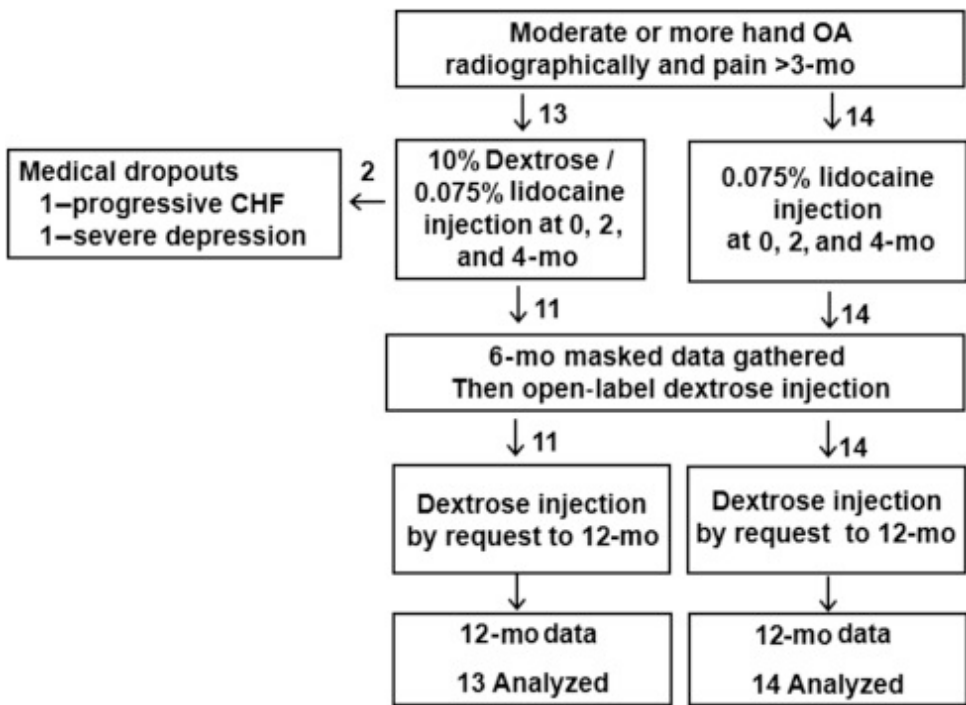 Moderate or more hand OA
radiographically and pain >3-mo
13
14
Medical dropouts
1–progressive CHF
1–severe depression
2
10% Dextrose /
0.075% lidocaine
injection at 0, 2,
and 4-mo
0.075% lidocaine
injection
at 0, 2, and 4-mo
11
14
6-mo masked data gathered
Then open-label dextrose injection
11
14
Dextrose injection
by request to 12-mo
Dextrose injection
by request to 12-mo
12-mo data
13 Analyzed
12-mo data
14 Analyzed